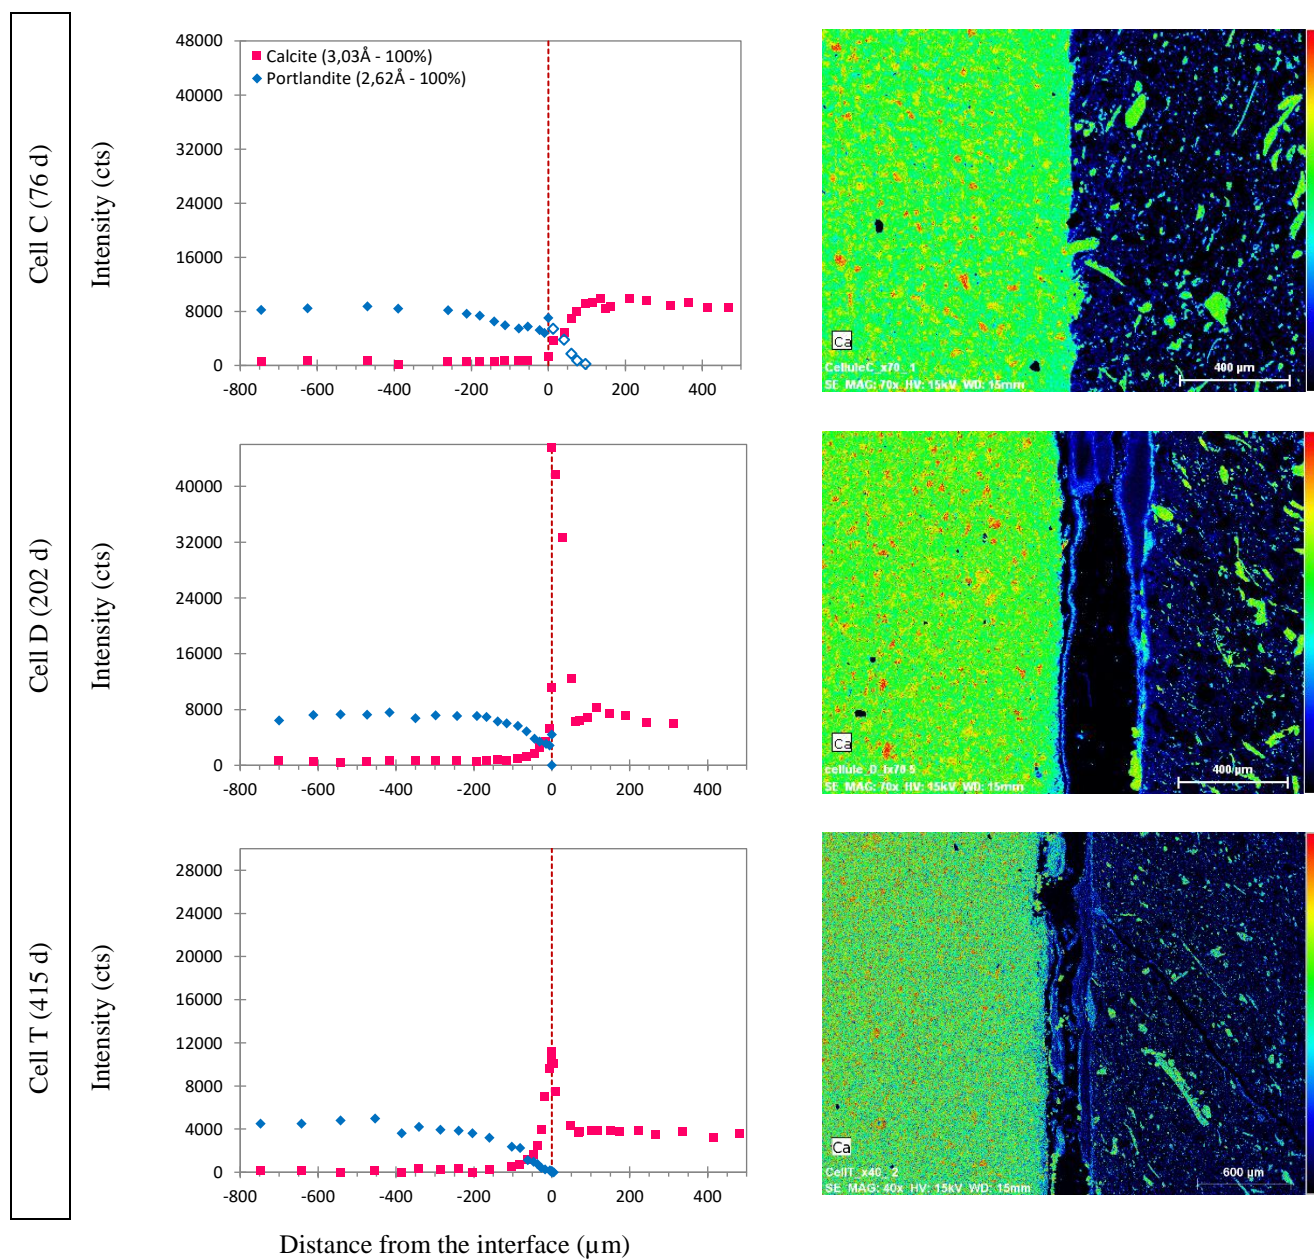 Cell C (76 d)
Intensity (cts)
48000
40000
32000
24000
16000
8000
0
-800 -600 -400 -200 0 200 400
Calcite (3,03Å - 100%)
Portlandite (2,62Å - 100%)
Ca
CelluleC_x70_1
SE MAG: 70x HV: 15kV WD: 15mm
400 µm
Cell D (202 d)
Intensity (cts)
40000
32000
24000
16000
8000
0
-800 -600 -400 -200 0 200 400
Ca
SE MAG: 70x HV: 15kV WD: 15mm
400 µm
Cell T (415 d)
Intensity (cts)
28000
24000
20000
16000
12000
8000
4000
0
-800 -600 -400 -200 0 200 400
Ca
CellT_x40_2
SE MAG: 40x HV: 15kV WD: 15mm
600 µm
Distance from the interface (µm)